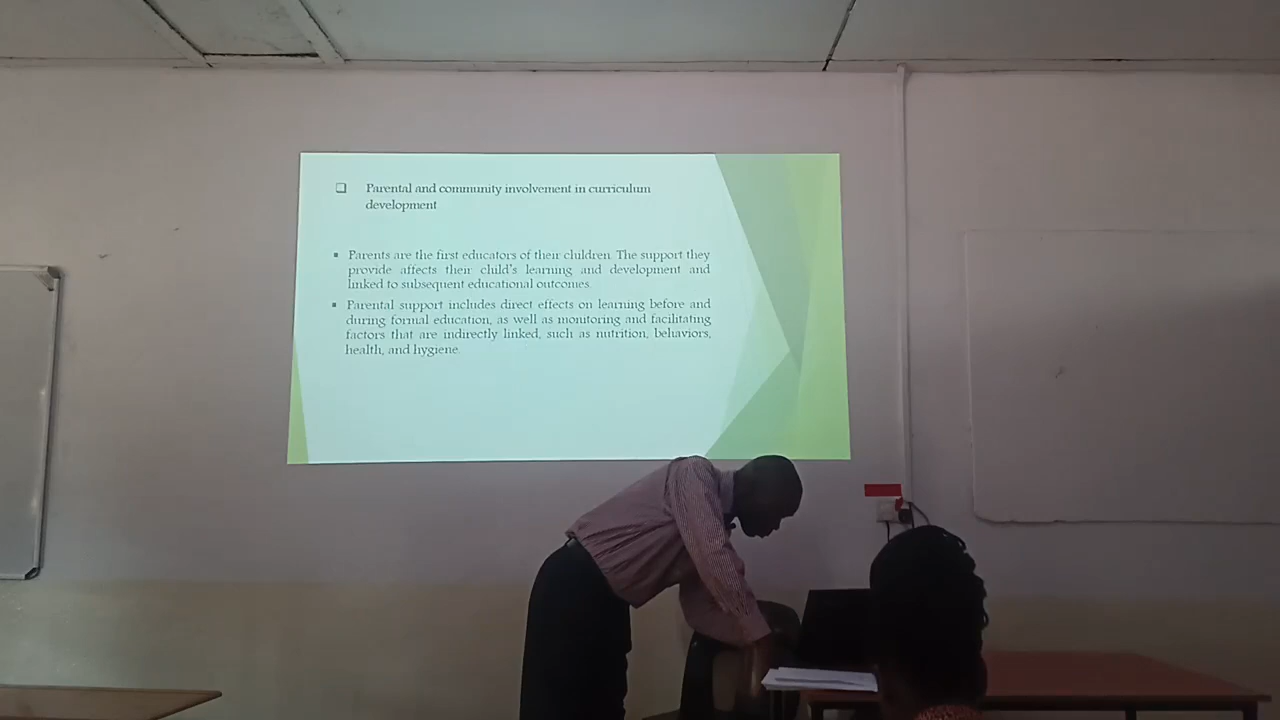 Parental and community involvement in curriculum
development
Parents are the first educators of their children. The support they
provide affects their child's learning and development and
linked to subsequent educational outcomes.
Parental support includes direct effects on learning before and
during formal education, as well as monitoring and facilitating
factors that are indirectly linked, such as nutrition, behaviors,
health, and hygiene